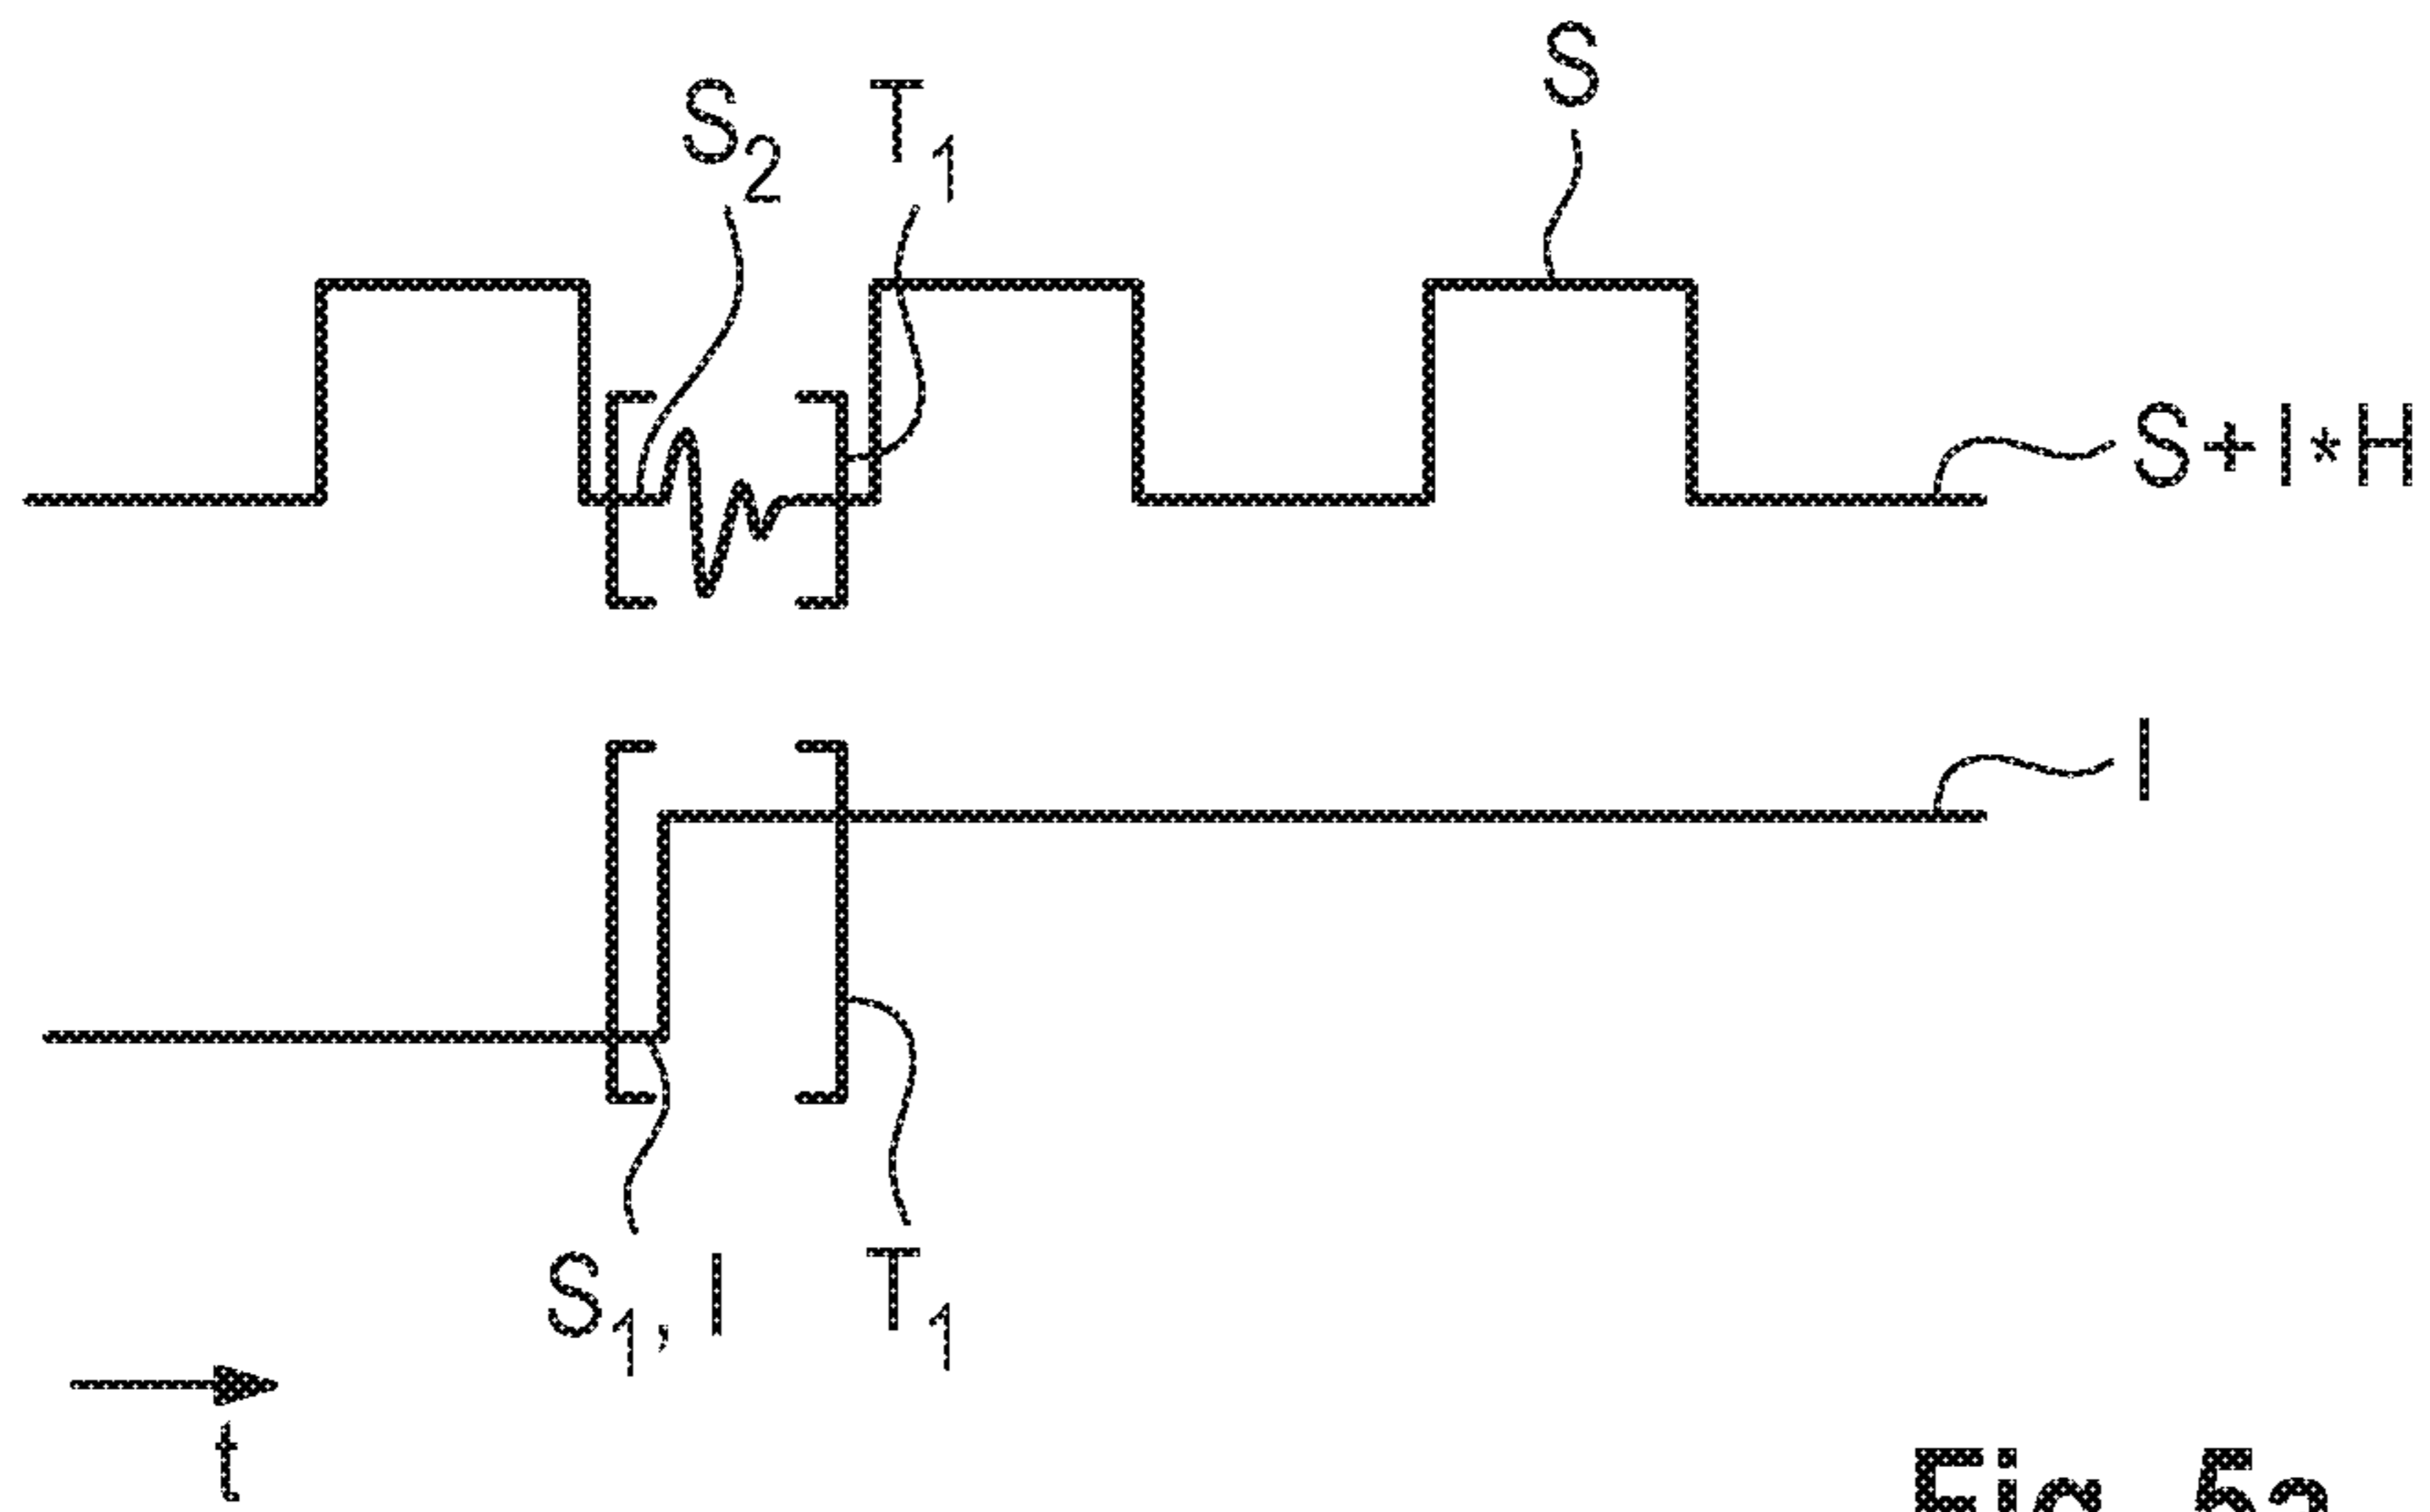 S
S₂ T₁
S+I*H
I
S₁, I T₁
t
Fig. 5a